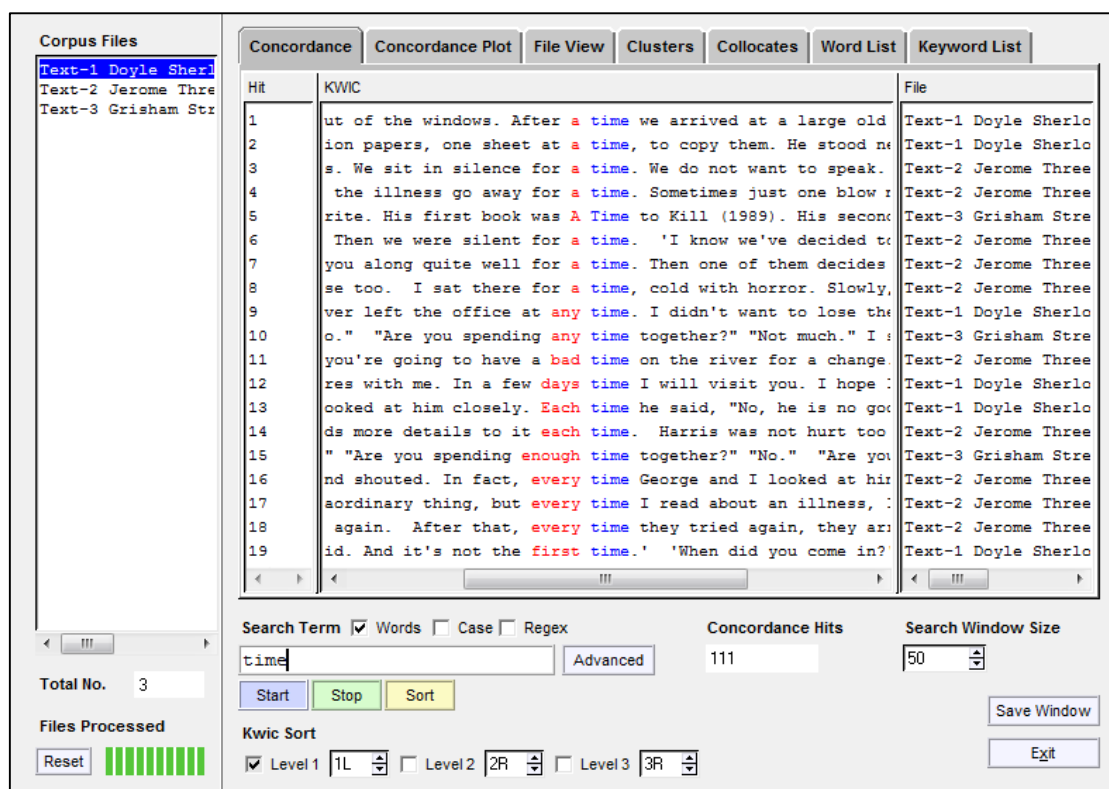 Corpus Files
Text-1 Doyle Sherl
Text-2 Jerome Thre
Text-3 Grisham Str
Total No. 3
Files Processed
Reset
Concordance Concordance Plot File View Clusters Collocates Word List Keyword List
Hit KWIC File
1 ut of the windows. After a time we arrived at a large old Text-1 Doyle Sherlo
2 ion papers, one sheet at a time, to copy them. He stood ne Text-1 Doyle Sherlo
3 s. We sit in silence for a time. We do not want to speak. Text-2 Jerome Three
4 the illness go away for a time. Sometimes just one blow r Text-2 Jerome Three
5 rite. His first book was A Time to Kill (1989). His second Text-3 Grisham Stre
6 Then we were silent for a time. 'I know we've decided to Text-2 Jerome Three
7 you along quite well for a time. Then one of them decides Text-2 Jerome Three
8 se too. I sat there for a time, cold with horror. Slowly, Text-2 Jerome Three
9 ver left the office at any time. I didn't want to lose the Text-1 Doyle Sherlo
10 o." "Are you spending any time together?" "Not much." I s Text-3 Grisham Stre
11 you're going to have a bad time on the river for a change. Text-2 Jerome Three
12 res with me. In a few days time I will visit you. I hope I Text-1 Doyle Sherlo
13 ooked at him closely. Each time he said, "No, he is no goo Text-1 Doyle Sherlo
14 ds more details to it each time. Harris was not hurt too Text-2 Jerome Three
15 " "Are you spending enough time together?" "No." "Are you Text-3 Grisham Stre
16 nd shouted. In fact, every time George and I looked at him Text-2 Jerome Three
17 aordinary thing, but every time I read about an illness, I Text-2 Jerome Three
18 again. After that, every time they tried again, they arr Text-2 Jerome Three
19 id. And it's not the first time.' 'When did you come in?' Text-1 Doyle Sherlo
Search Term Words Case Regex Concordance Hits Search Window Size
time Advanced 111 50
Start Stop Sort
Save Window
Kwic Sort
Level 1 1L Level 2 2R Level 3 3R
Exit